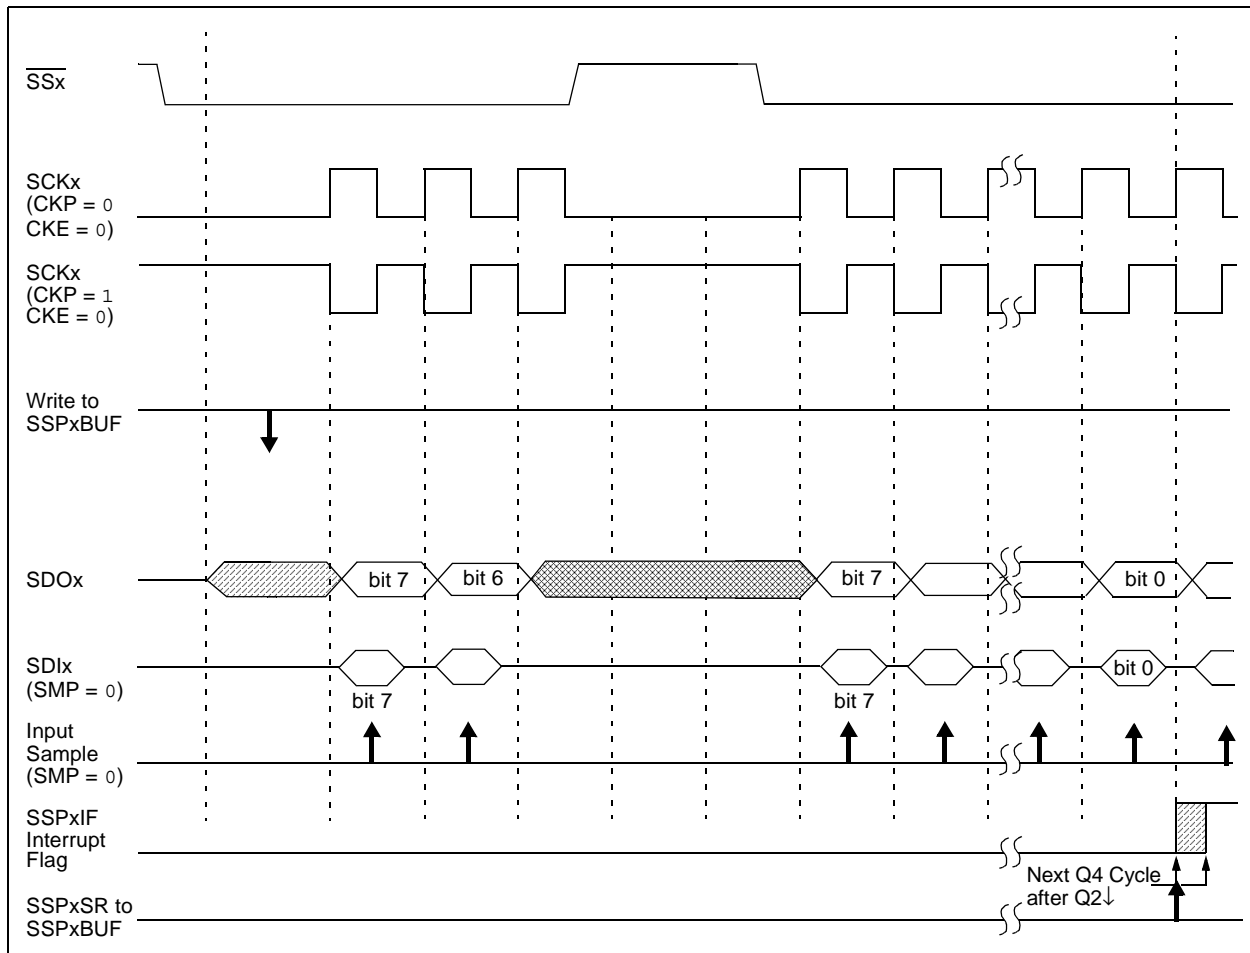 SSx
SCKx
(CKP = 0
CKE = 0)
SCKx
(CKP = 1
CKE = 0)
Write to
SSPxBUF
SDOx
bit 7
bit 6
bit 7
bit 0
SDIx
(SMP = 0)
bit 7
bit 7
bit 0
Input
Sample
(SMP = 0)
SSPxIF
Interrupt
Flag
Next Q4 Cycle
after Q2↓
SSPxSR to
SSPxBUF